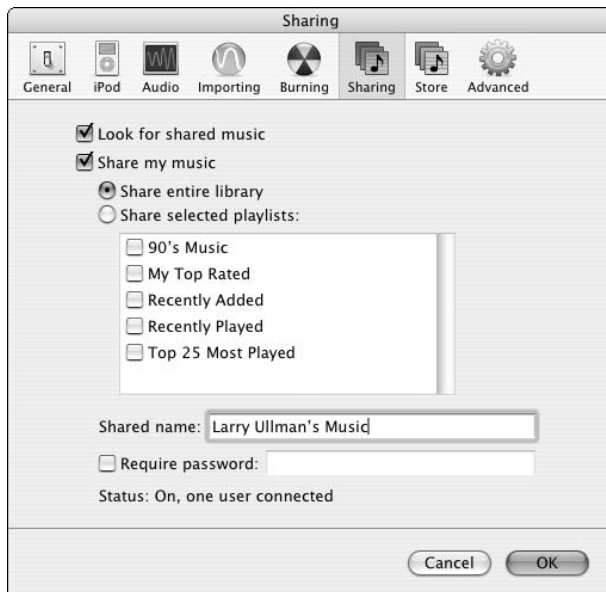 Sharing
General iPod Audio Importing Burning Sharing Store Advanced
Look for shared music
Share my music
Share entire library
Share selected playlists:
90's Music
My Top Rated
Recently Added
Recently Played
Top 25 Most Played
Shared name: Larry Ullman's Music
Require password:
Status: On, one user connected
Cancel OK